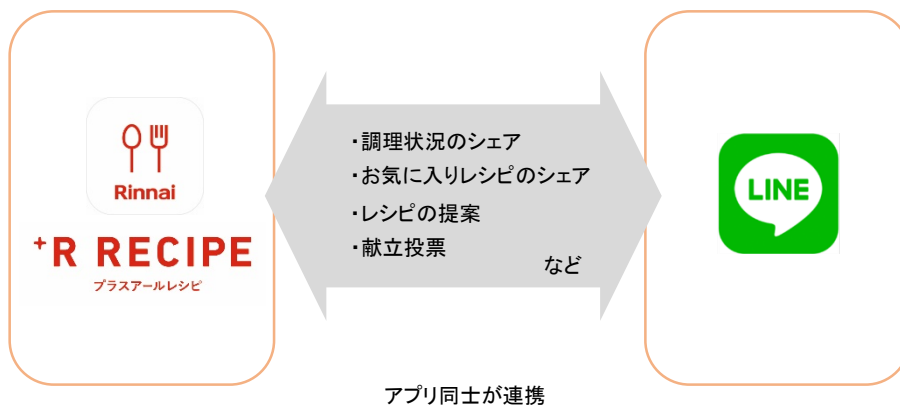 Rinnai
+R RECIPE
プラスアールレシピ
・調理状況のシェア
・お気に入りレシピのシェア
・レシピの提案
・献立投票
など
LINE
アプリ同士が連携